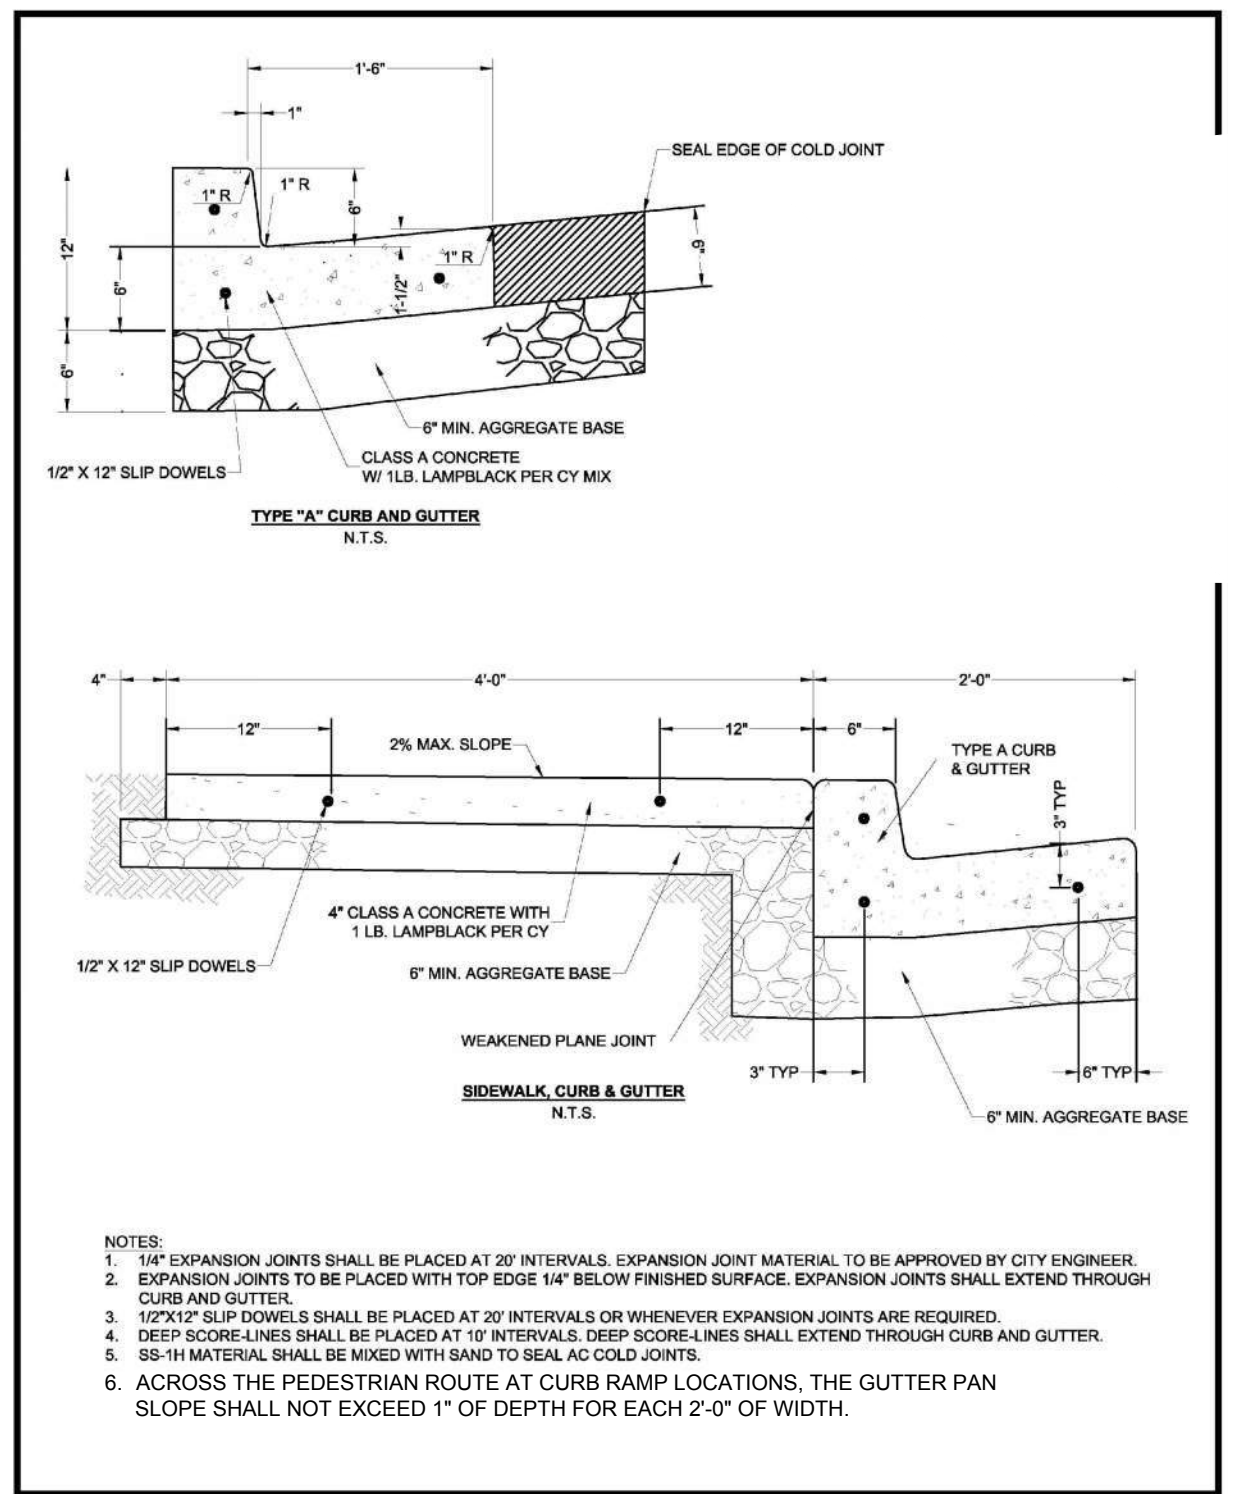 1'-6"
1"
SEAL EDGE OF COLD JOINT
1" R
1" R
6"
12"
6"
1" R
6"
1-1/2"
6"
6" MIN. AGGREGATE BASE
CLASS A CONCRETE
W/ 1LB. LAMPBLACK PER CY MIX
1/2" X 12" SLIP DOWELS
TYPE "A" CURB AND GUTTER
N.T.S.
4"
4'-0"
2'-0"
12"
12"
6"
2% MAX. SLOPE
TYPE A CURB
& GUTTER
3" TYP
4" CLASS A CONCRETE WITH
1 LB. LAMPBLACK PER CY
1/2" X 12" SLIP DOWELS
6" MIN. AGGREGATE BASE
WEAKENED PLANE JOINT
3" TYP
6" TYP
SIDEWALK, CURB & GUTTER
N.T.S.
6" MIN. AGGREGATE BASE
NOTES:
1. 1/4" EXPANSION JOINTS SHALL BE PLACED AT 20' INTERVALS. EXPANSION JOINT MATERIAL TO BE APPROVED BY CITY ENGINEER.
2. EXPANSION JOINTS TO BE PLACED WITH TOP EDGE 1/4" BELOW FINISHED SURFACE. EXPANSION JOINTS SHALL EXTEND THROUGH
CURB AND GUTTER.
3. 1/2"X12" SLIP DOWELS SHALL BE PLACED AT 20' INTERVALS OR WHENEVER EXPANSION JOINTS ARE REQUIRED.
4. DEEP SCORE-LINES SHALL BE PLACED AT 10' INTERVALS. DEEP SCORE-LINES SHALL EXTEND THROUGH CURB AND GUTTER.
5. SS-1H MATERIAL SHALL BE MIXED WITH SAND TO SEAL AC COLD JOINTS.
6. ACROSS THE PEDESTRIAN ROUTE AT CURB RAMP LOCATIONS, THE GUTTER PAN
SLOPE SHALL NOT EXCEED 1" OF DEPTH FOR EACH 2'-0" OF WIDTH.